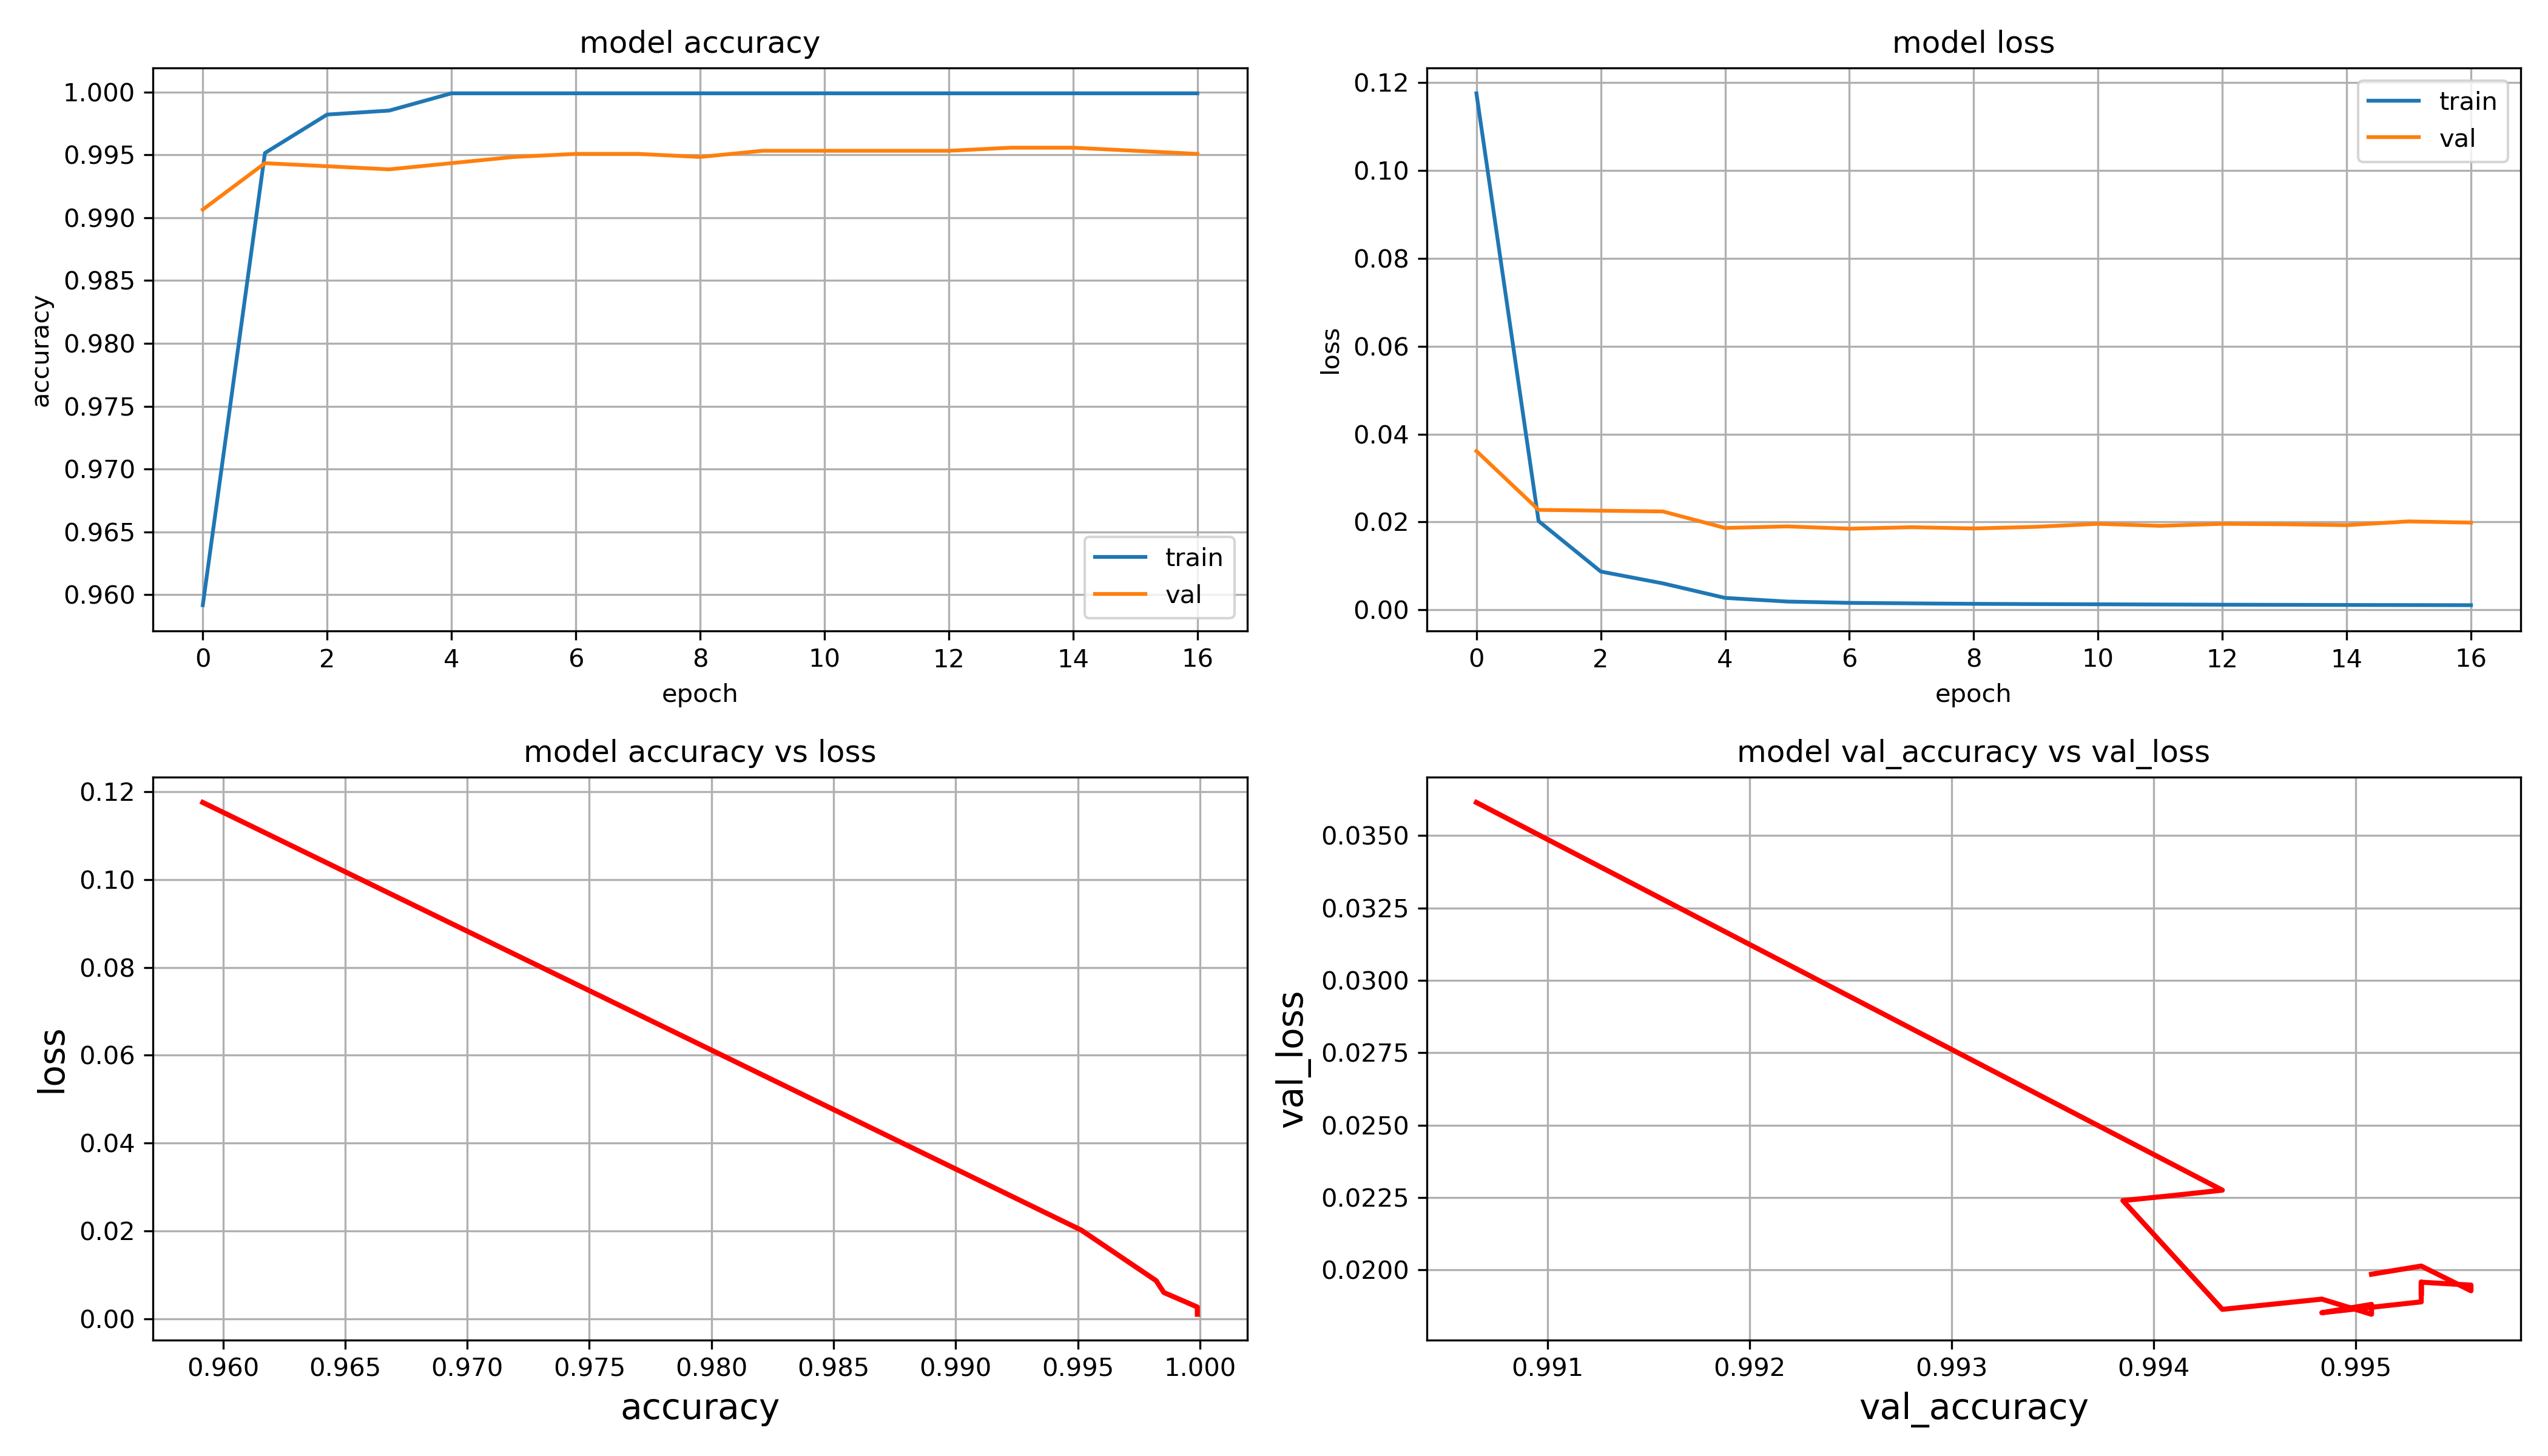 model accuracy
1.000
0.995
0.990
0.985
0.980
0.975
0.970
0.965
0.960
accuracy
train
val
0 2 4 6 8 10 12 14 16
epoch
model loss
0.12
0.10
0.08
0.06
0.04
0.02
0.00
loss
train
val
0 2 4 6 8 10 12 14 16
epoch
model accuracy vs loss
0.12
0.10
0.08
0.06
0.04
0.02
0.00
loss
0.960 0.965 0.970 0.975 0.980 0.985 0.990 0.995 1.000
accuracy
model val_accuracy vs val_loss
0.0350
0.0325
0.0300
0.0275
0.0250
0.0225
0.0200
val_loss
0.991 0.992 0.993 0.994 0.995
val_accuracy